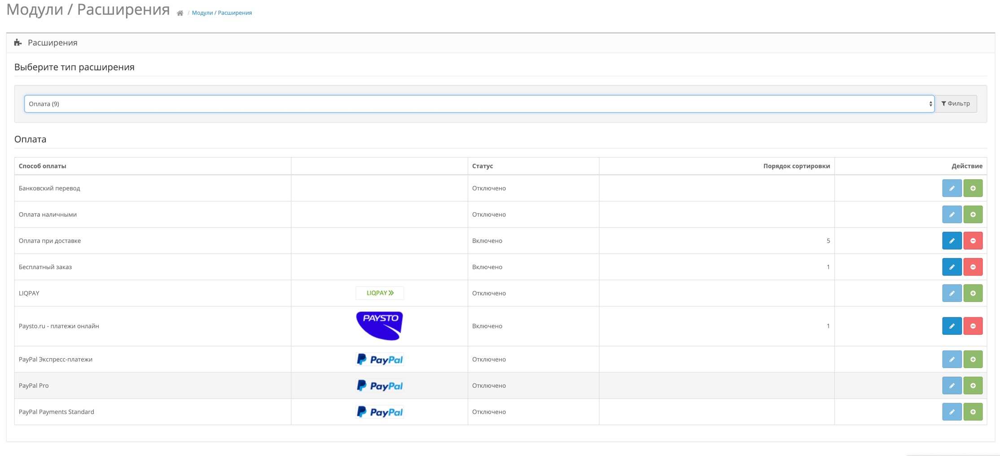 Модули / Расширения / Модули / Расширения
Расширения
Выберите тип расширения
Оплата (9) Фильтр
Оплата
Способ оплаты Статус Порядок сортировки Действие
Банковский перевод Отключено
Оплата наличными Отключено
Оплата при доставке Включено 5
Бесплатный заказ Включено 1
LIQPAY LIQPAY Отключено
Paysto.ru - платежи онлайн PAYSTO Включено 1
PayPal Экспресс-платежи PayPal Отключено
PayPal Pro PayPal Отключено
PayPal Payments Standard PayPal Отключено